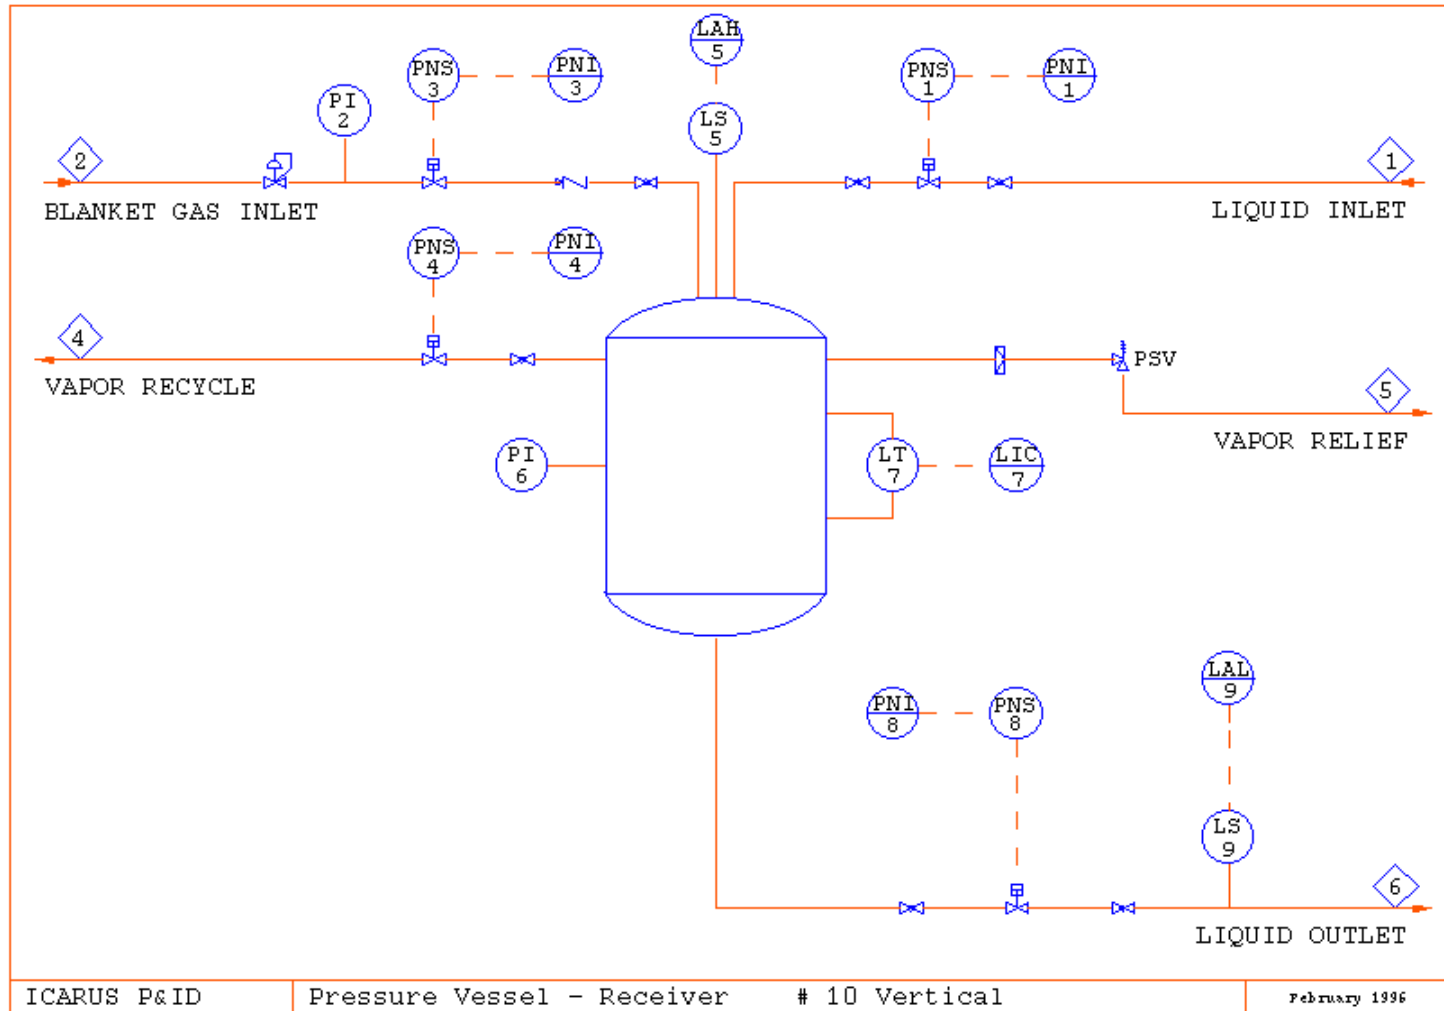 LAH
5
PNS
3
PNI
3
PNS
1
PNI
1
PI
2
LS
5
2
1
BLANKET GAS INLET
LIQUID INLET
PNS
4
PNI
4
4
PSV
VAPOR RECYCLE
5
VAPOR RELIEF
PI
6
LT
7
LIC
7
LAL
9
PNI
8
PNS
8
LS
9
6
LIQUID OUTLET
ICARUS P&ID
Pressure Vessel - Receiver # 10 Vertical
February 1996